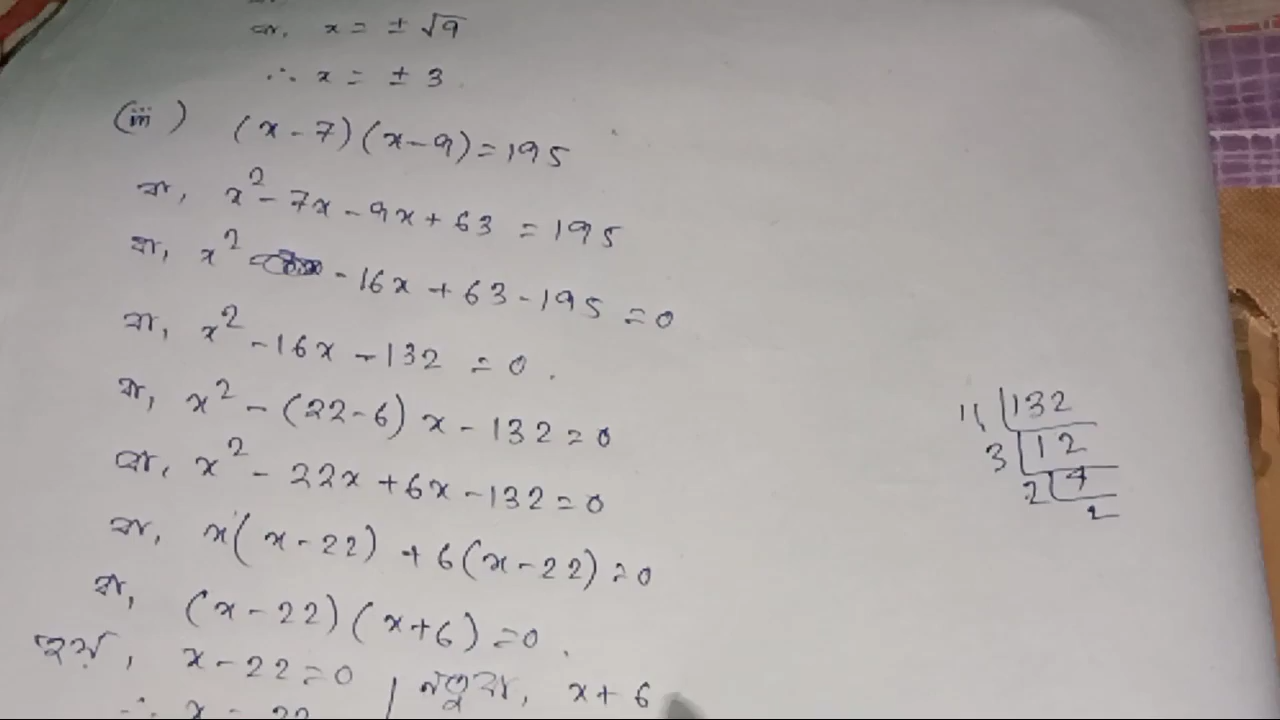 বা, x = ± √9
∴ x = ± 3
(iii) (x - 7)(x - 9) = 195
বা, x² - 7x - 9x + 63 = 195
বা, x² - 16x + 63 - 195 = 0
বা, x² - 16x - 132 = 0.
বা, x² - (22 - 6) x - 132 = 0
বা, x² - 22x + 6x - 132 = 0
বা, x(x - 22) + 6(x - 22) = 0
বা, (x - 22)(x + 6) = 0.
হয়, x - 22 = 0 | নতুবা, x + 6
∴ x = 22
11 | 132
3 | 12
2 | 4
2